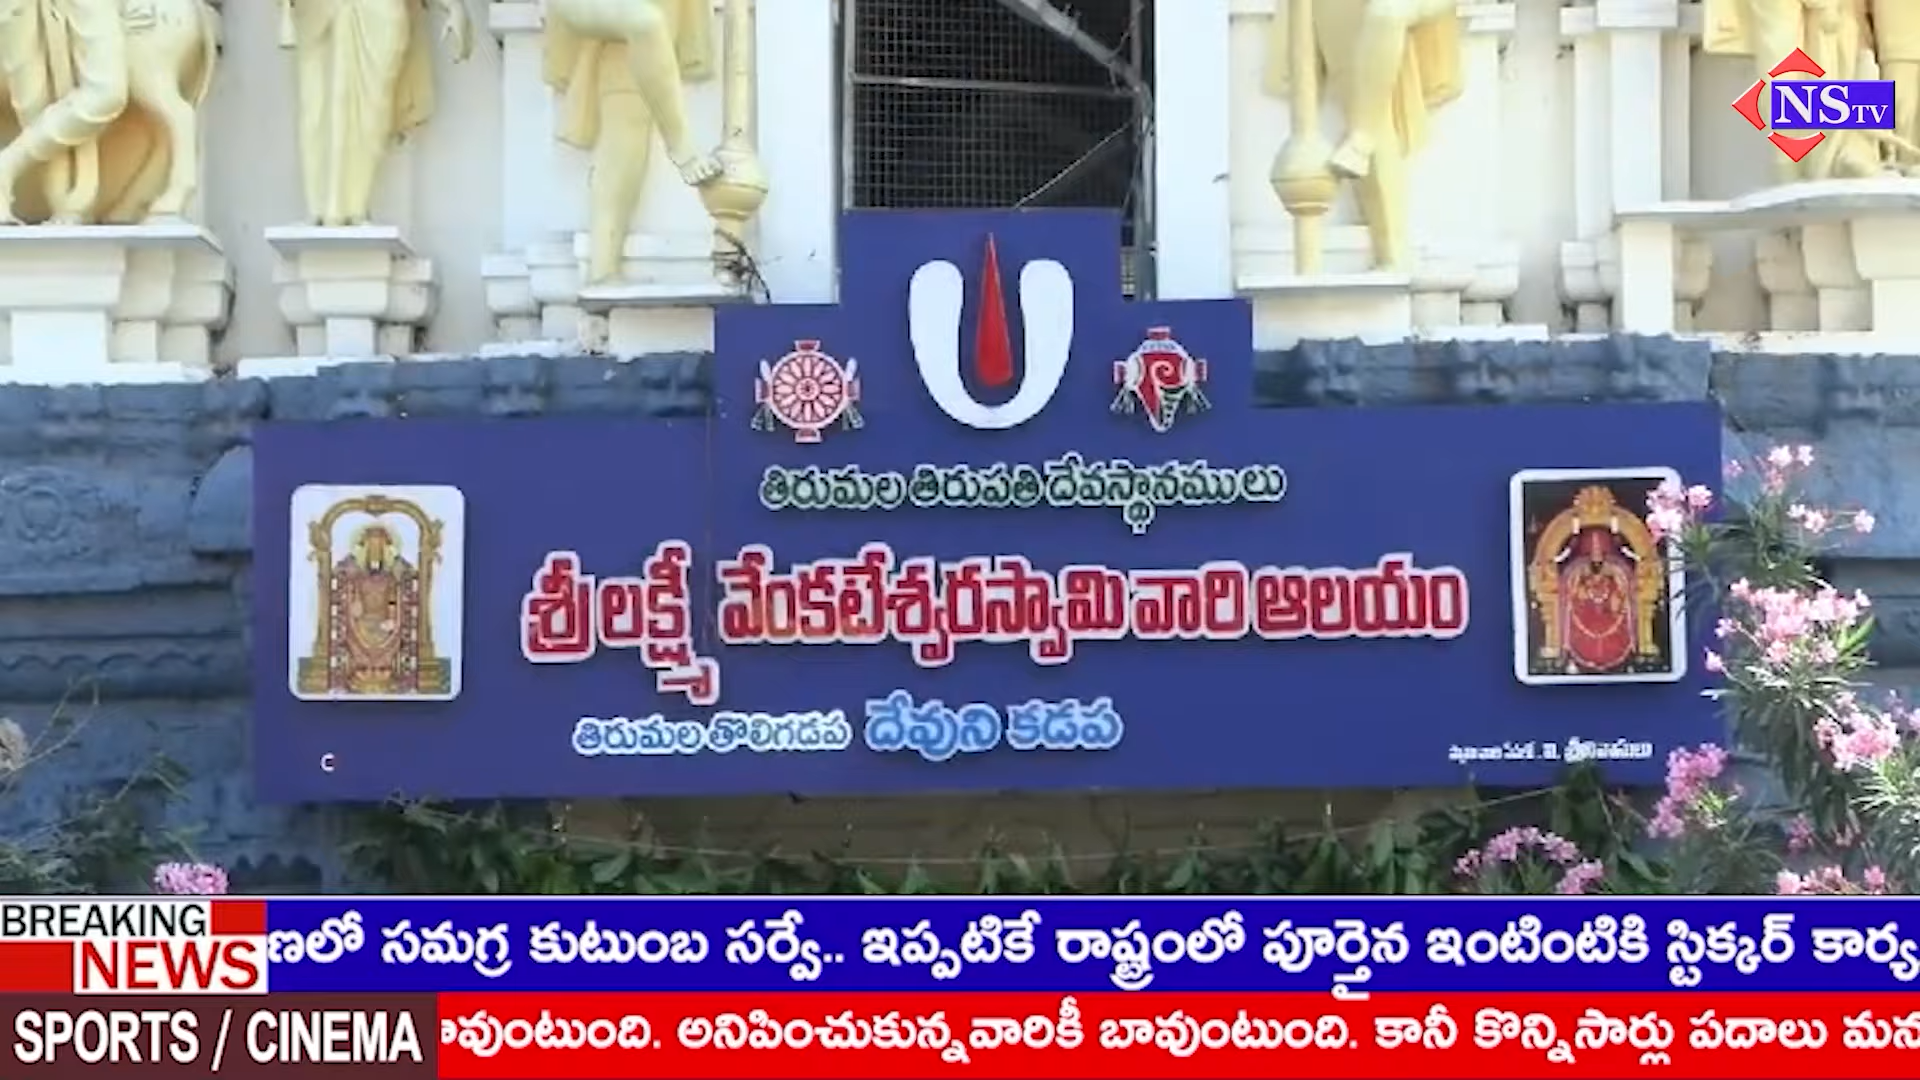 NSTV
తిరుమల తిరుపతి దేవస్థానములు
శ్రీ లక్ష్మీ వేంకటేశ్వరస్వామి వారి ఆలయం
తిరుమల తొలిగడప దేవుని కడప
BREAKING NEWS
ణలో సమగ్ర కుటుంబ సర్వే.. ఇప్పటికే రాష్ట్రంలో పూర్తైన ఇంటింటికి స్టిక్కర్ కార్య
SPORTS / CINEMA
ావుంటుంది. అనిపించుకున్నవారికీ బావుంటుంది. కానీ కొన్నిసార్లు పదాలు మన